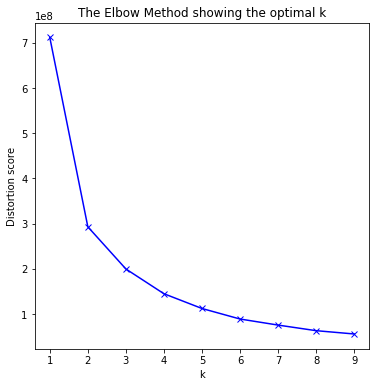 The Elbow Method showing the optimal k
1e8
7
6
5
4
3
2
1
Distortion score
1 2 3 4 5 6 7 8 9
k